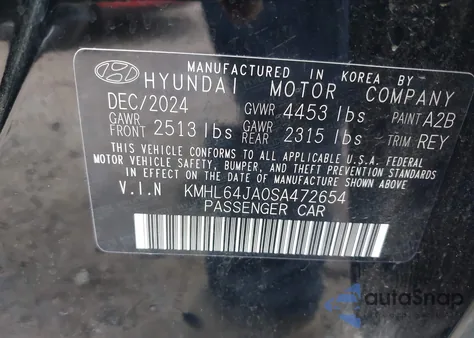 MANUFACTURED IN KOREA BY
HYUNDAI MOTOR COMPANY
DEC/2024 GVWR 4453 lbs PAINT A2B
GAWR FRONT 2513 lbs GAWR REAR 2315 lbs TRIM REY
THIS VEHICLE CONFORMS TO ALL APPLICABLE U.S.A. FEDERAL
MOTOR VEHICLE SAFETY, BUMPER, AND THEFT PREVENTION STANDARDS
IN EFFECT ON THE DATE OF MANUFACTURE SHOWN ABOVE.
V.I.N KMHL64JA0SA472654
PASSENGER CAR
autoSnap